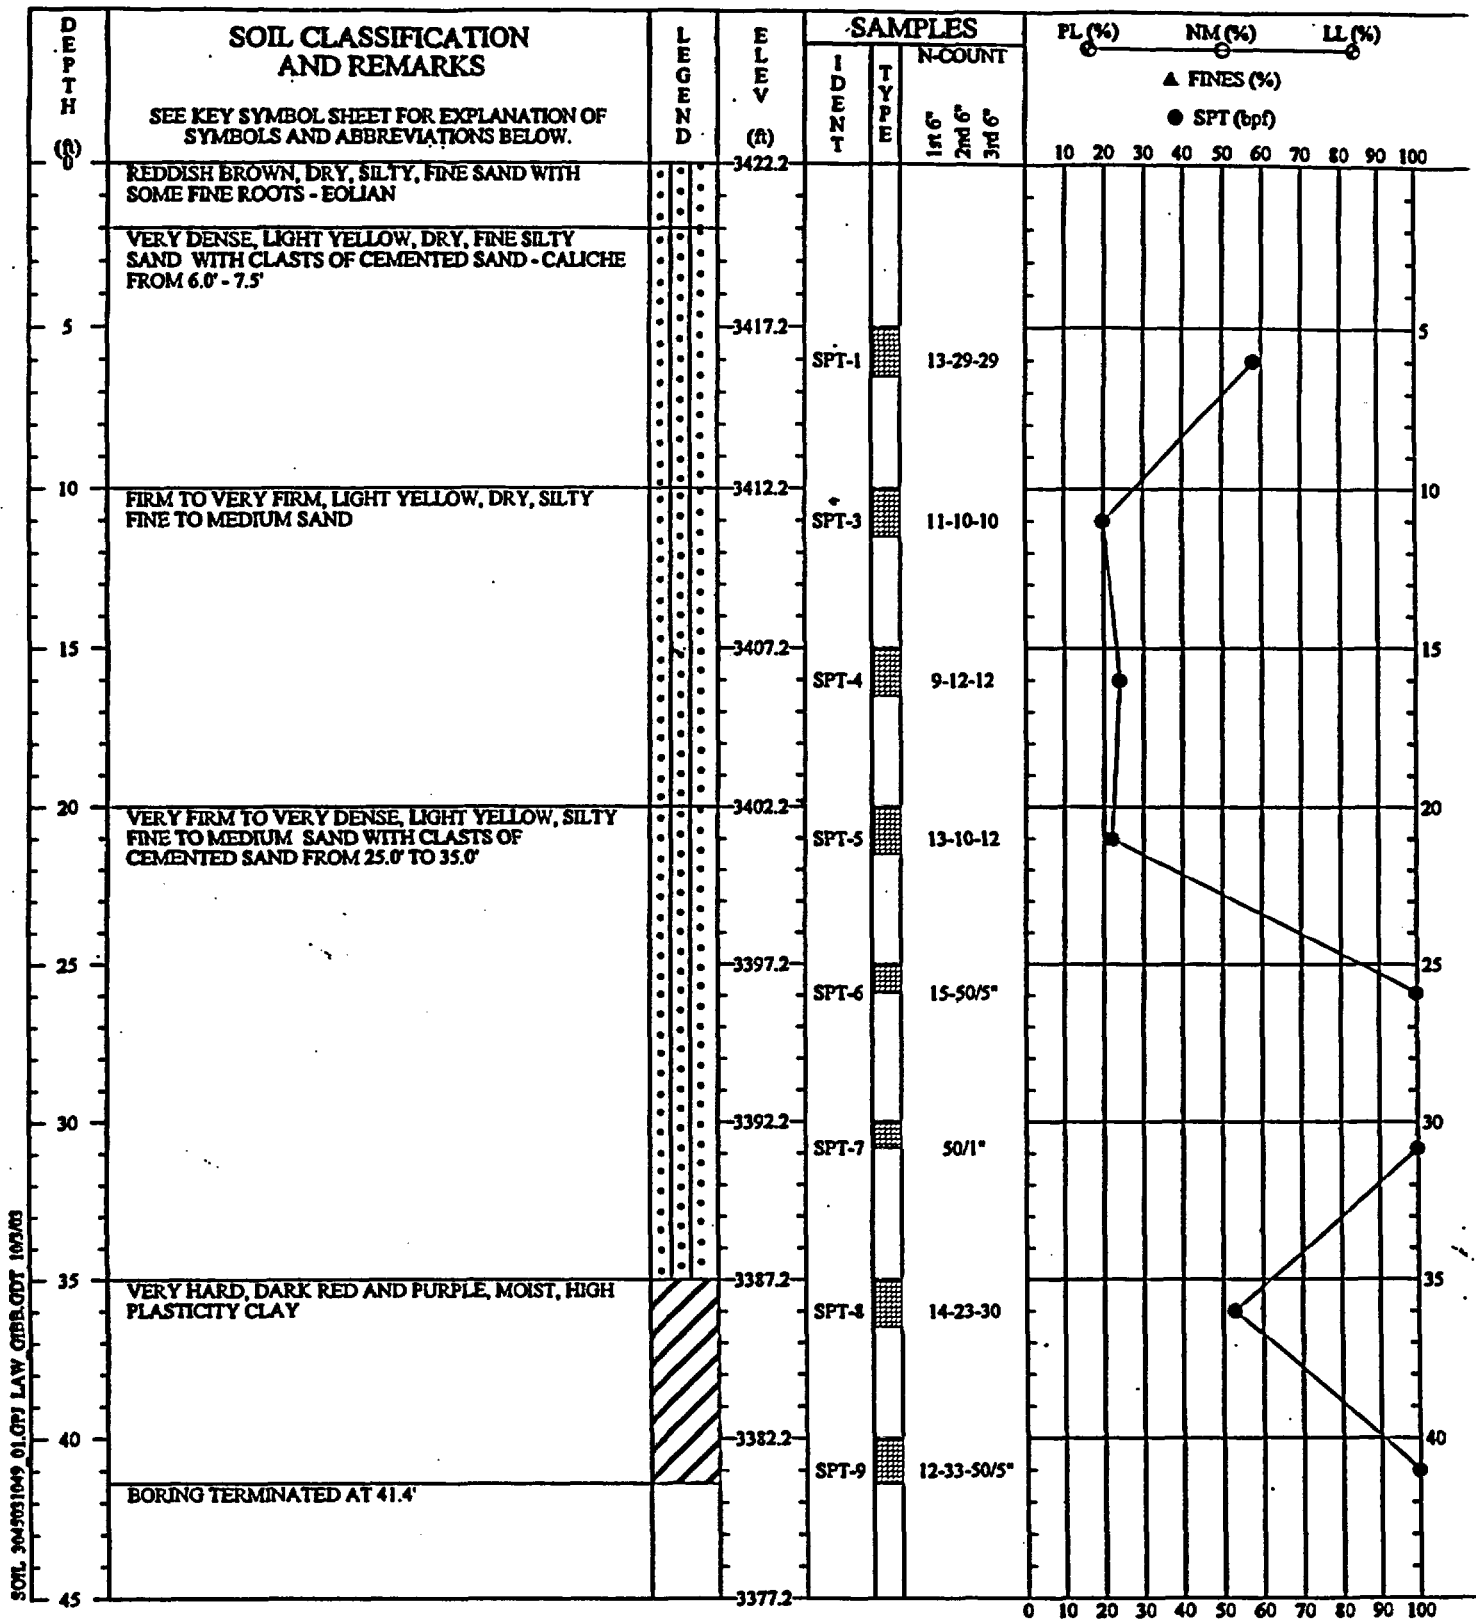 DEPTH (ft)
SOIL CLASSIFICATION
AND REMARKS
SEE KEY SYMBOL SHEET FOR EXPLANATION OF
SYMBOLS AND ABBREVIATIONS BELOW.
LEGEND
ELEV (ft)
SAMPLES
IDENT
TYPE
N-COUNT
1st 6"
2nd 6"
3rd 6"
PL (%) NM (%) LL (%)
▲ FINES (%)
● SPT (bpf)
10 20 30 40 50 60 70 80 90 100
0
REDDISH BROWN, DRY, SILTY, FINE SAND WITH
SOME FINE ROOTS - EOLIAN
3422.2
VERY DENSE, LIGHT YELLOW, DRY, FINE SILTY
SAND WITH CLASTS OF CEMENTED SAND - CALICHE
FROM 6.0' - 7.5'
5 3417.2 5
SPT-1 13-29-29
10 3412.2 10
FIRM TO VERY FIRM, LIGHT YELLOW, DRY, SILTY
FINE TO MEDIUM SAND
SPT-3 11-10-10
15 3407.2 15
SPT-4 9-12-12
20 3402.2 20
VERY FIRM TO VERY DENSE, LIGHT YELLOW, SILTY
FINE TO MEDIUM SAND WITH CLASTS OF
CEMENTED SAND FROM 25.0' TO 35.0'
SPT-5 13-10-12
25 3397.2 25
SPT-6 15-50/5"
30 3392.2 30
SPT-7 50/1"
35 3387.2 35
VERY HARD, DARK RED AND PURPLE, MOIST, HIGH
PLASTICITY CLAY
SPT-8 14-23-30
40 3382.2 40
SPT-9 12-33-50/5"
BORING TERMINATED AT 41.4'
45 3377.2
0 10 20 30 40 50 60 70 80 90 100
SOIL 3045031049_01.GPJ LAW_GIBB.GDT 10/3/03